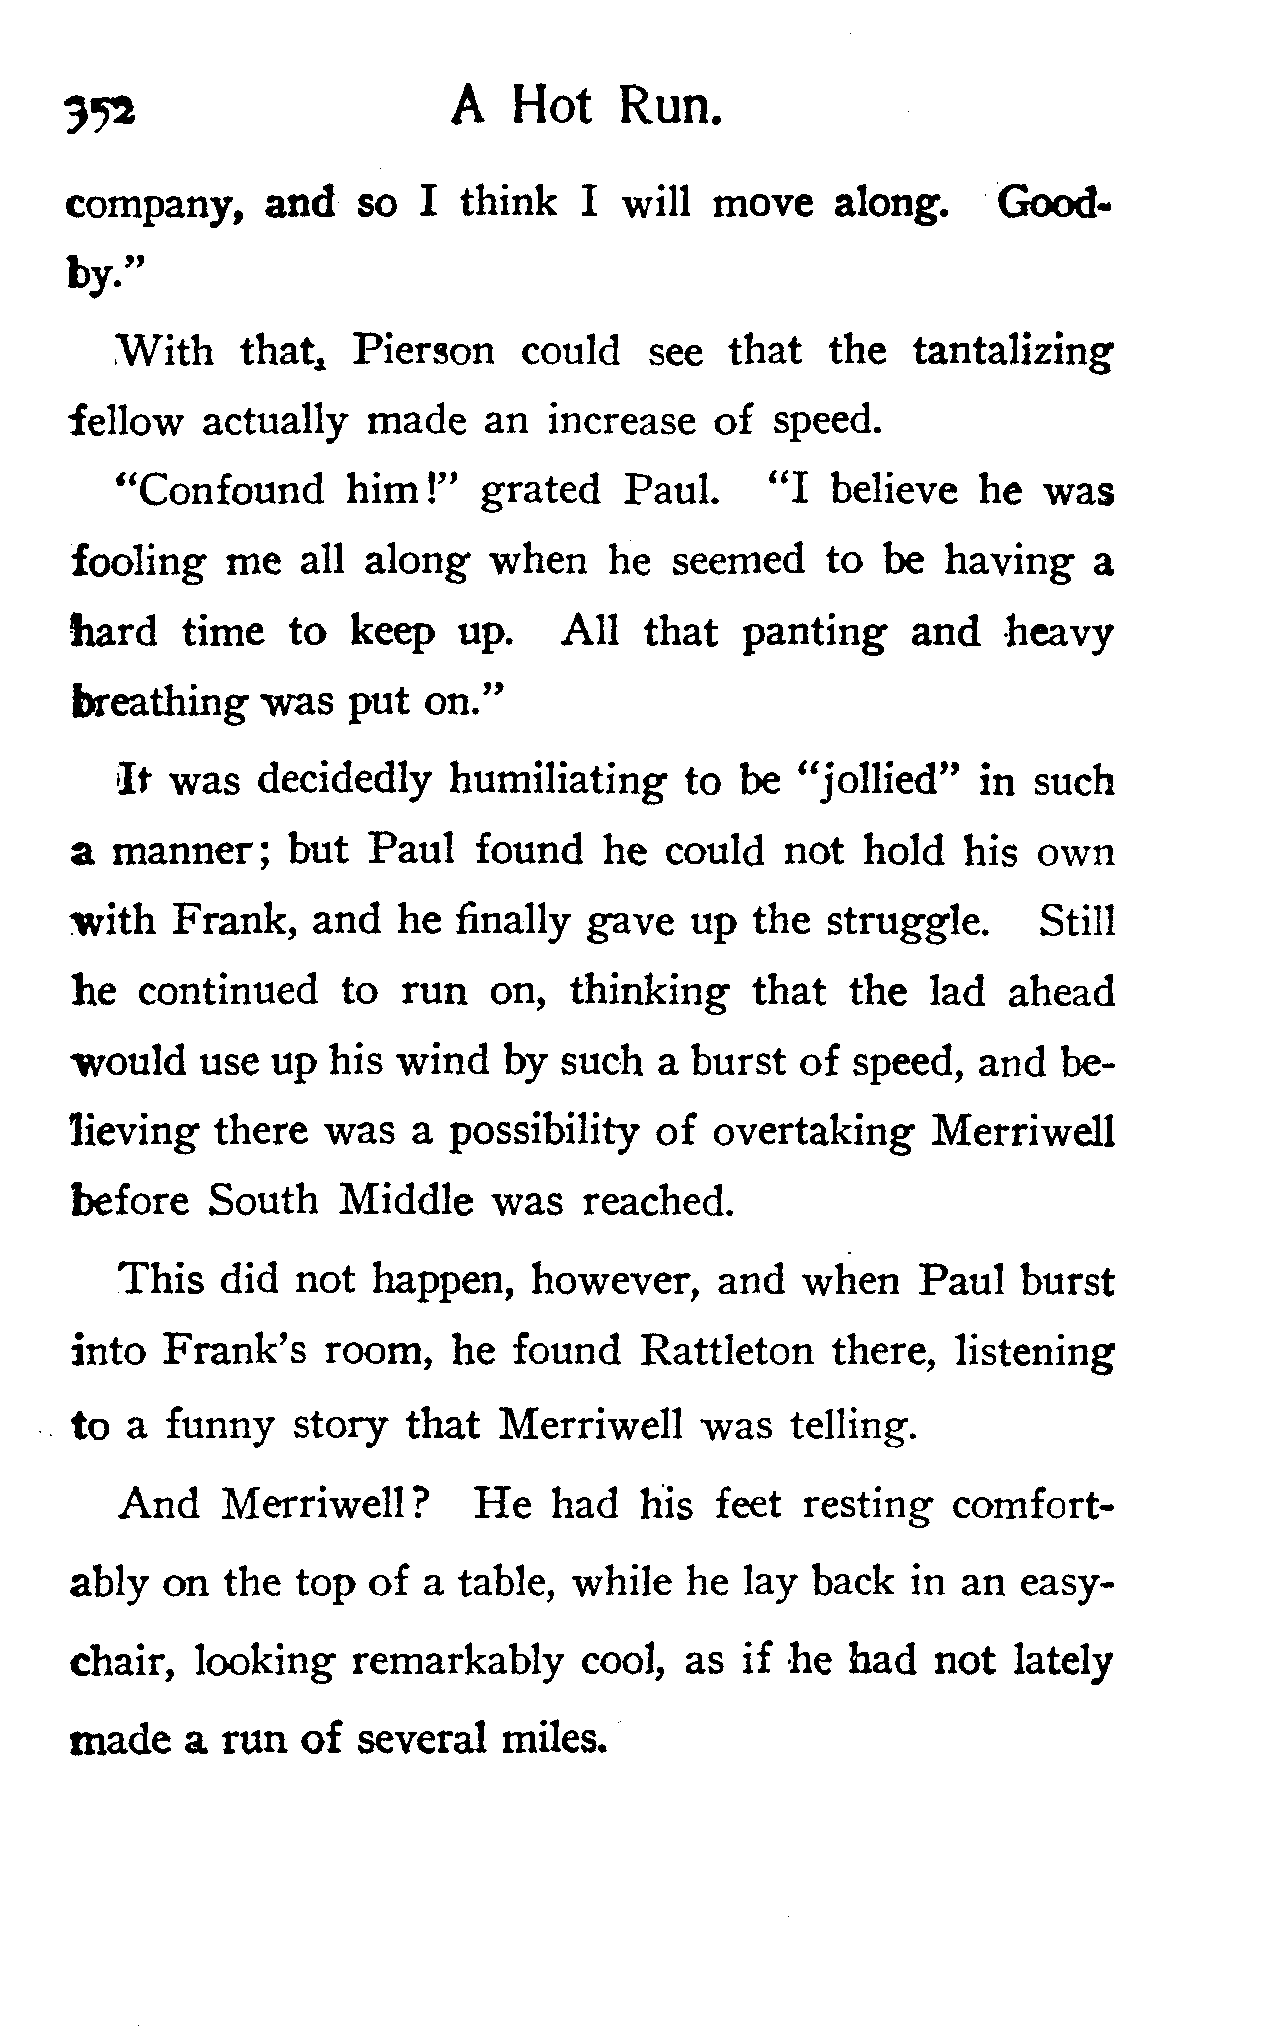 352 A Hot Run.
company, and so I think I will move along. Good-
by.”
With that, Pierson could see that the tantalizing
fellow actually made an increase of speed.
“Confound him!” grated Paul. “I believe he was
fooling me all along when he seemed to be having a
hard time to keep up. All that panting and heavy
breathing was put on.”
It was decidedly humiliating to be “jollied” in such
a manner; but Paul found he could not hold his own
with Frank, and he finally gave up the struggle. Still
he continued to run on, thinking that the lad ahead
would use up his wind by such a burst of speed, and be-
lieving there was a possibility of overtaking Merriwell
before South Middle was reached.
This did not happen, however, and when Paul burst
into Frank’s room, he found Rattleton there, listening
to a funny story that Merriwell was telling.
And Merriwell? He had his feet resting comfort-
ably on the top of a table, while he lay back in an easy-
chair, looking remarkably cool, as if he had not lately
made a run of several miles.